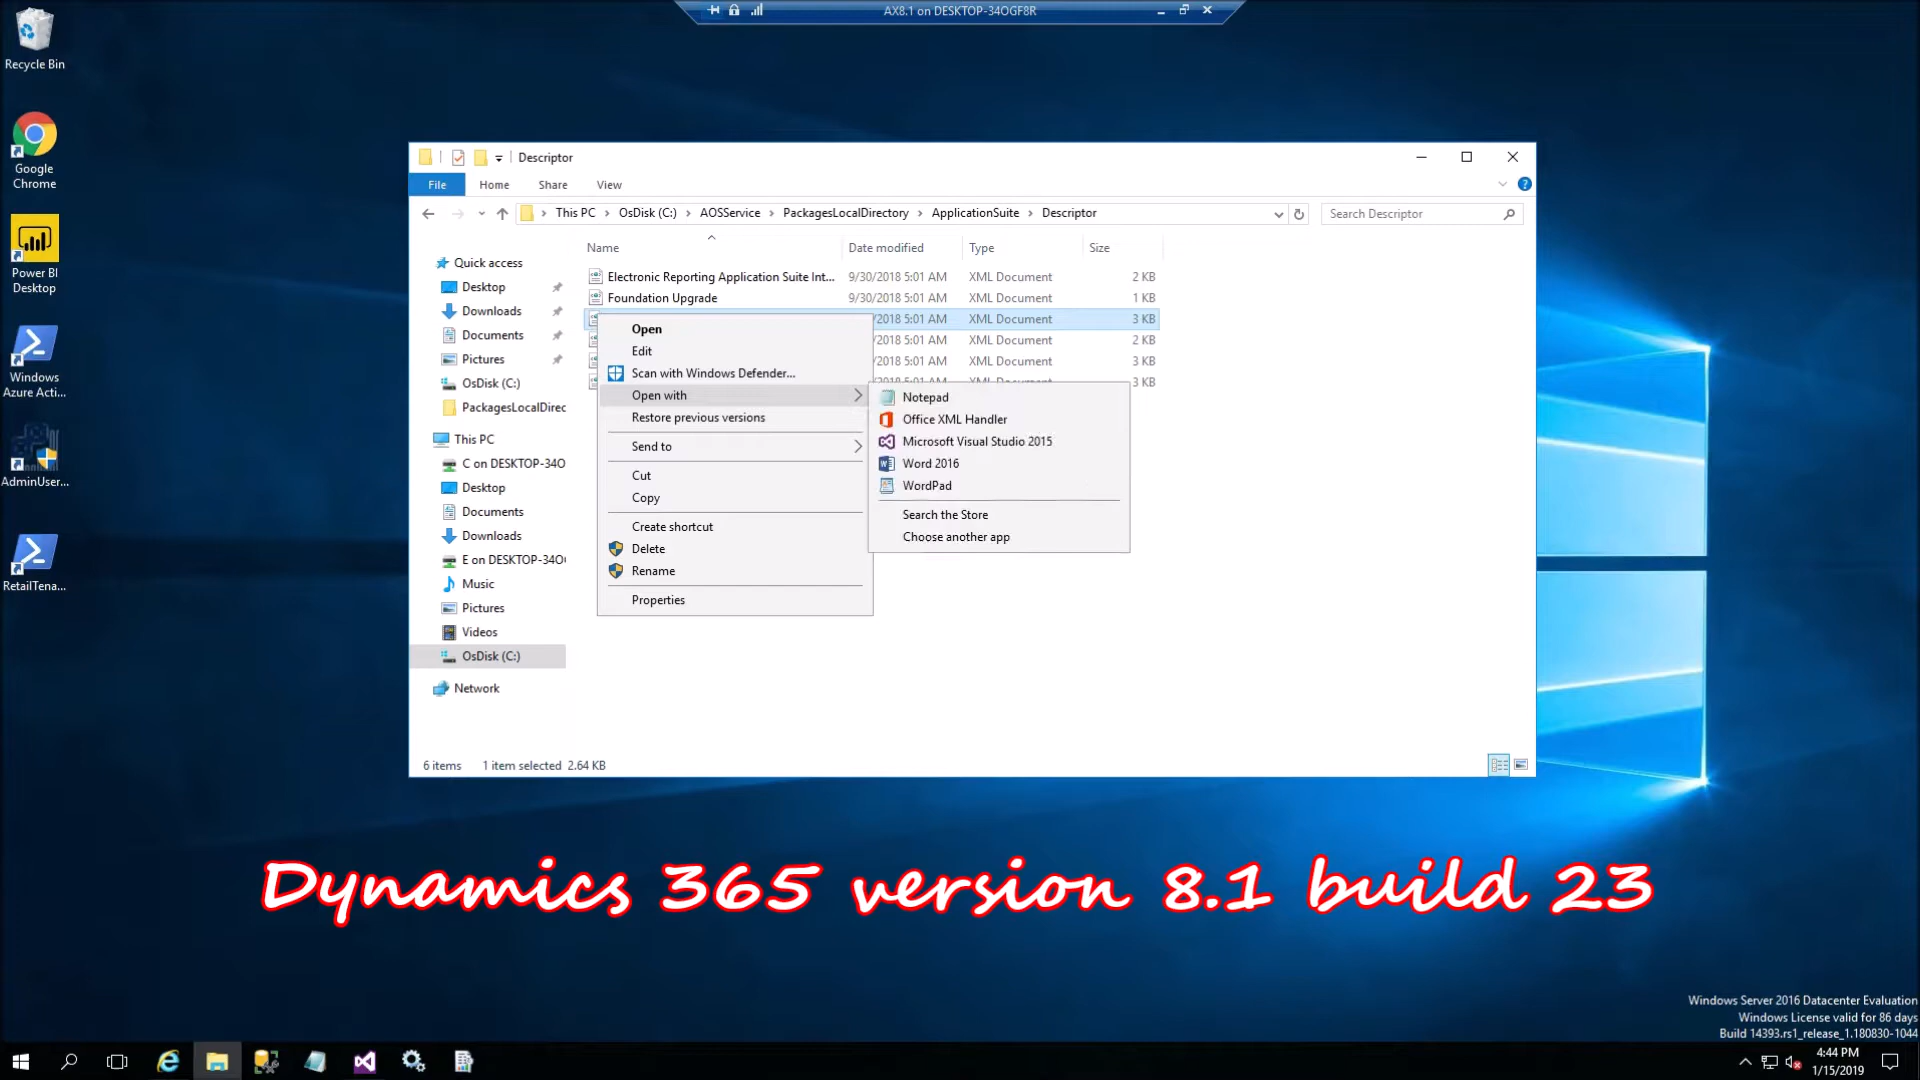 AX8.1 on DESKTOP-34OGF8R
Recycle Bin
Google
Chrome
Power BI
Desktop
Windows
Azure Acti...
AdminUser...
RetailTena...
Descriptor
File
Home
Share
View
This PC
OsDisk (C:)
AOSService
PackagesLocalDirectory
ApplicationSuite
Descriptor
Search Descriptor
Name
Date modified
Type
Size
Electronic Reporting Application Suite Int... 9/30/2018 5:01 AM XML Document 2 KB
Foundation Upgrade 9/30/2018 5:01 AM XML Document 1 KB
/2018 5:01 AM XML Document 3 KB
/2018 5:01 AM XML Document 2 KB
/2018 5:01 AM XML Document 3 KB
3 KB
Quick access
Desktop
Downloads
Documents
Pictures
OsDisk (C:)
PackagesLocalDirec
This PC
C on DESKTOP-34O
Desktop
Documents
Downloads
E on DESKTOP-34O
Music
Pictures
Videos
OsDisk (C:)
Network
Open
Edit
Scan with Windows Defender...
Open with
Restore previous versions
Send to
Cut
Copy
Create shortcut
Delete
Rename
Properties
Notepad
Office XML Handler
Microsoft Visual Studio 2015
Word 2016
WordPad
Search the Store
Choose another app
6 items
1 item selected 2.64 KB
Dynamics 365 version 8.1 build 23
Windows Server 2016 Datacenter Evaluation
Windows License valid for 86 days
Build 14393.rs1_release_1.180830-1044
4:44 PM
1/15/2019